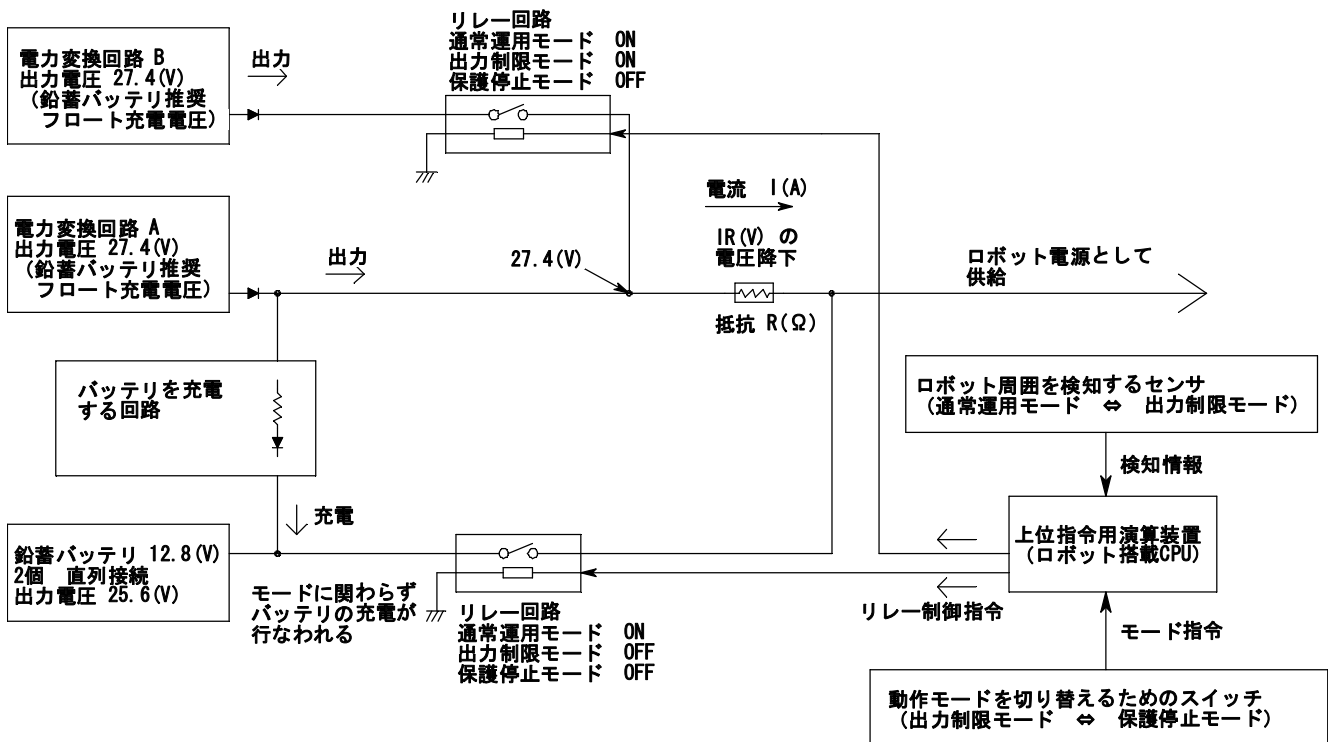 電力変換回路 B
出力電圧 27.4(V)
(鉛蓄バッテリ推奨
フロート充電電圧)
出力
リレー回路
通常運用モード ON
出力制限モード ON
保護停止モード OFF
電力変換回路 A
出力電圧 27.4(V)
(鉛蓄バッテリ推奨
フロート充電電圧)
出力
27.4(V)
電流 I(A)
IR(V) の
電圧降下
抵抗 R(Ω)
ロボット電源として
供給
バッテリを充電
する回路
充電
ロボット周囲を検知するセンサ
(通常運用モード ⇔ 出力制限モード)
検知情報
鉛蓄バッテリ 12.8(V)
2個 直列接続
出力電圧 25.6(V)
モードに関わらず
バッテリの充電が
行なわれる
リレー回路
通常運用モード ON
出力制限モード OFF
保護停止モード OFF
上位指令用演算装置
(ロボット搭載CPU)
リレー制御指令
モード指令
動作モードを切り替えるためのスイッチ
(出力制限モード ⇔ 保護停止モード)